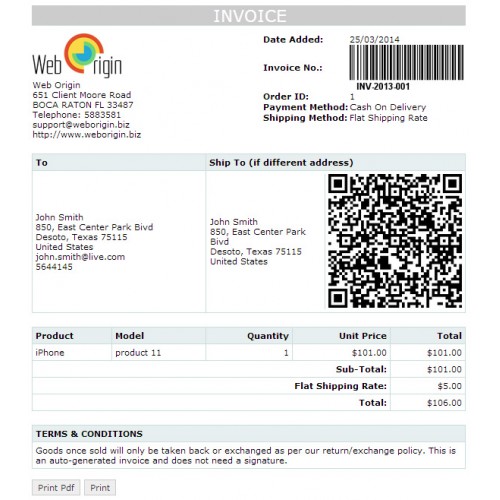 INVOICE
Web Origin
Web Origin
651 Client Moore Road
BOCA RATON FL 33487
Telephone: 5883581
support@weborigin.biz
http://www.weborigin.biz
Date Added: 25/03/2014
Invoice No.:
INV-2013-001
Order ID: 1
Payment Method: Cash On Delivery
Shipping Method: Flat Shipping Rate
To
John Smith
850, East Center Park Bivd
Desoto, Texas 75115
United States
john.smith@live.com
5644145
Ship To (if different address)
John Smith
850, East Center Park
Bivd
Desoto, Texas 75115
United States
Product Model Quantity Unit Price Total
iPhone product 11 1 $101.00 $101.00
Sub-Total: $101.00
Flat Shipping Rate: $5.00
Total: $106.00
TERMS & CONDITIONS
Goods once sold will only be taken back or exchanged as per our return/exchange policy. This is
an auto-generated invoice and does not need a signature.
Print Pdf Print